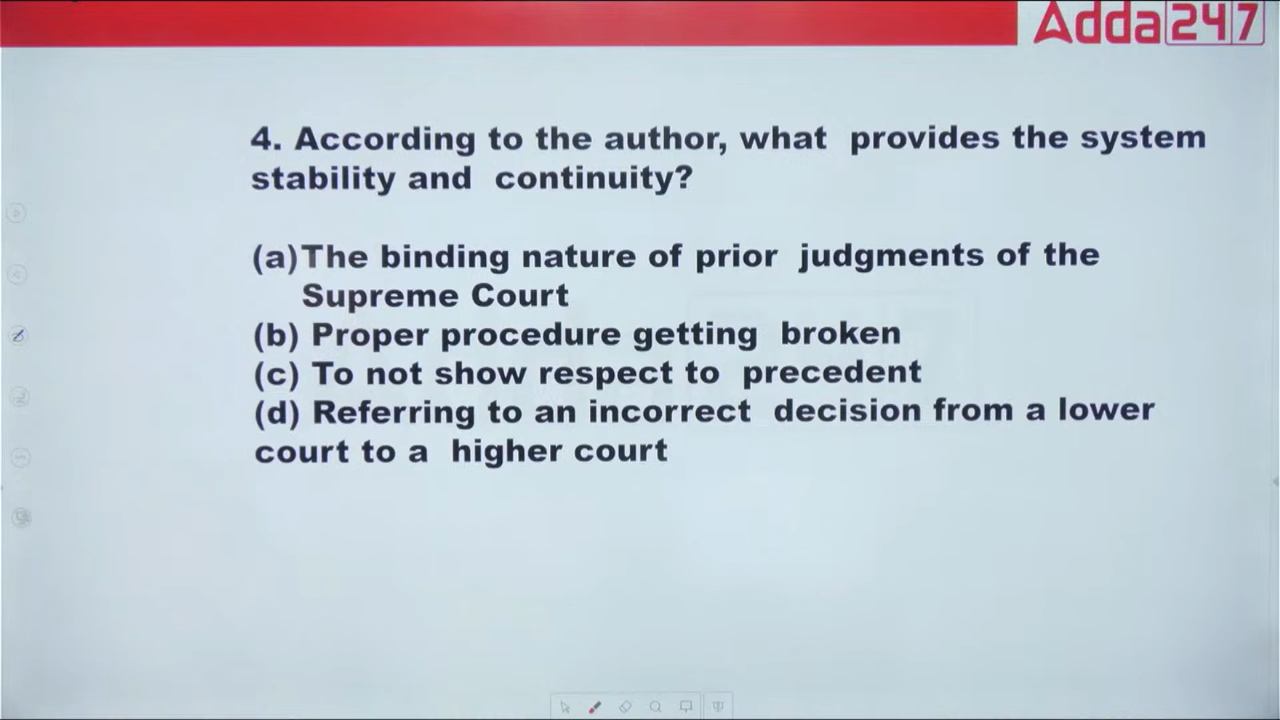 Adda247
4. According to the author, what provides the system
stability and continuity?
(a)The binding nature of prior judgments of the
Supreme Court
(b) Proper procedure getting broken
(c) To not show respect to precedent
(d) Referring to an incorrect decision from a lower
court to a higher court